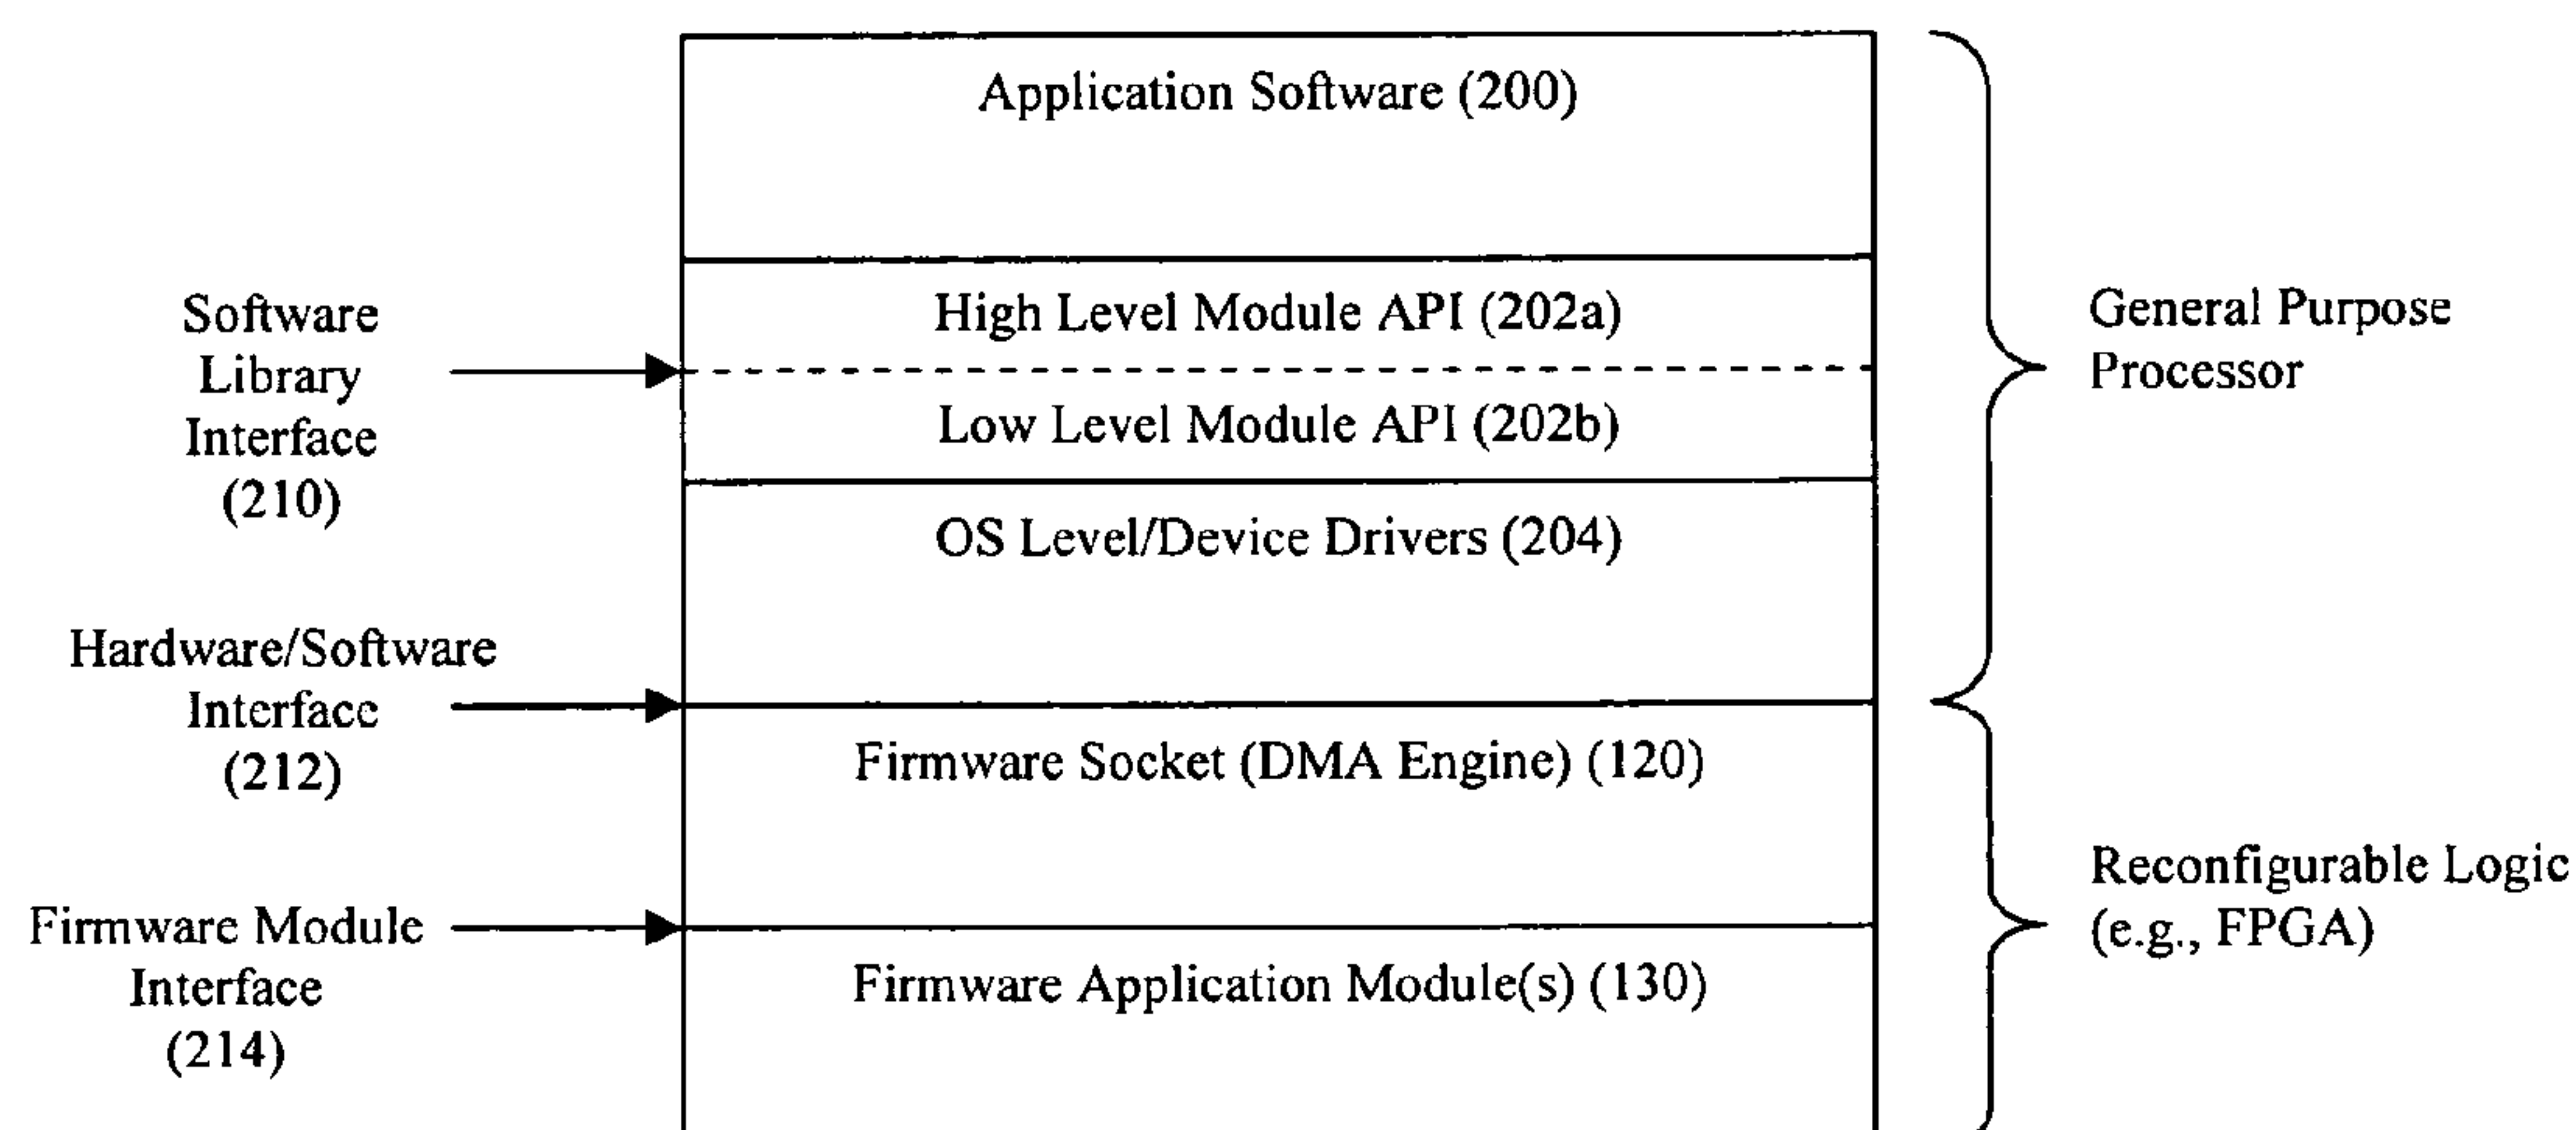 Application Software (200)
High Level Module API (202a)
Low Level Module API (202b)
OS Level/Device Drivers (204)
Firmware Socket (DMA Engine) (120)
Firmware Application Module(s) (130)
Software
Library
Interface
(210)
Hardware/Software
Interface
(212)
Firmware Module
Interface
(214)
General Purpose
Processor
Reconfigurable Logic
(e.g., FPGA)